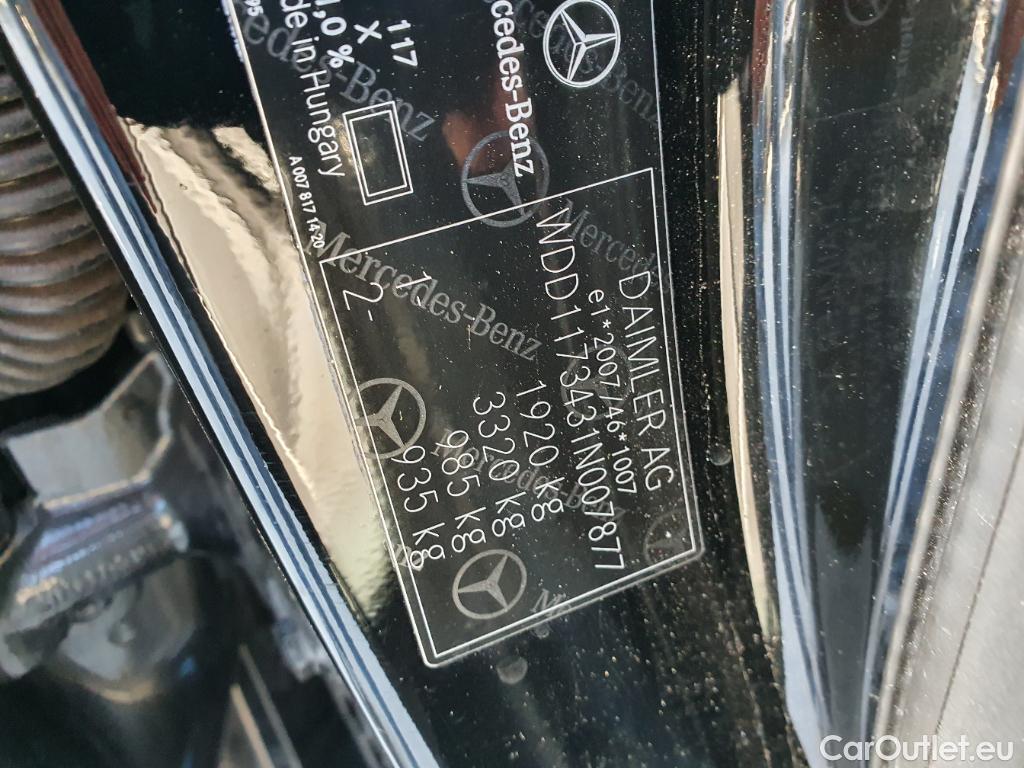 Mercedes-Benz
117
X
1,0 %
de in Hungary
A 007 817 14 20
DAIMLER AG
e1*2007/46*1007
WDD1173431N007877
1920 kg
3320 kg
1- 985 kg
2- 935 kg
Mercedes-Benz
Mercedes-Benz
Mercedes-Benz
CarOutlet.eu